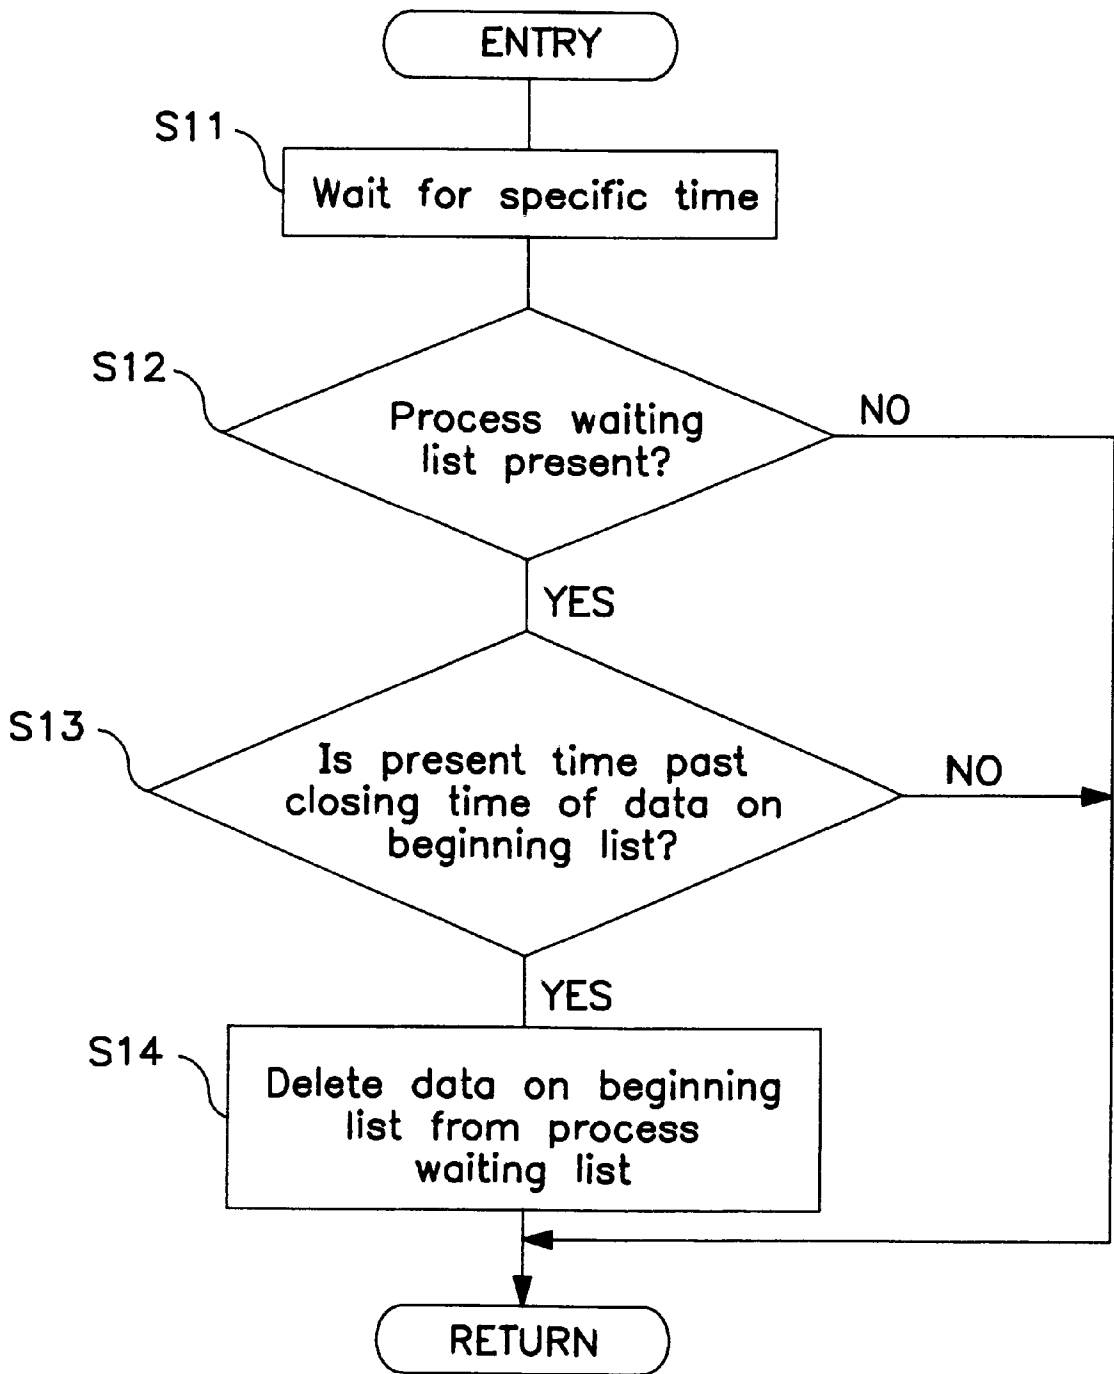 ENTRY
S11
Wait for specific time
S12
Process waiting
list present?
NO
YES
S13
Is present time past
closing time of data on
beginning list?
NO
YES
S14
Delete data on beginning
list from process
waiting list
RETURN